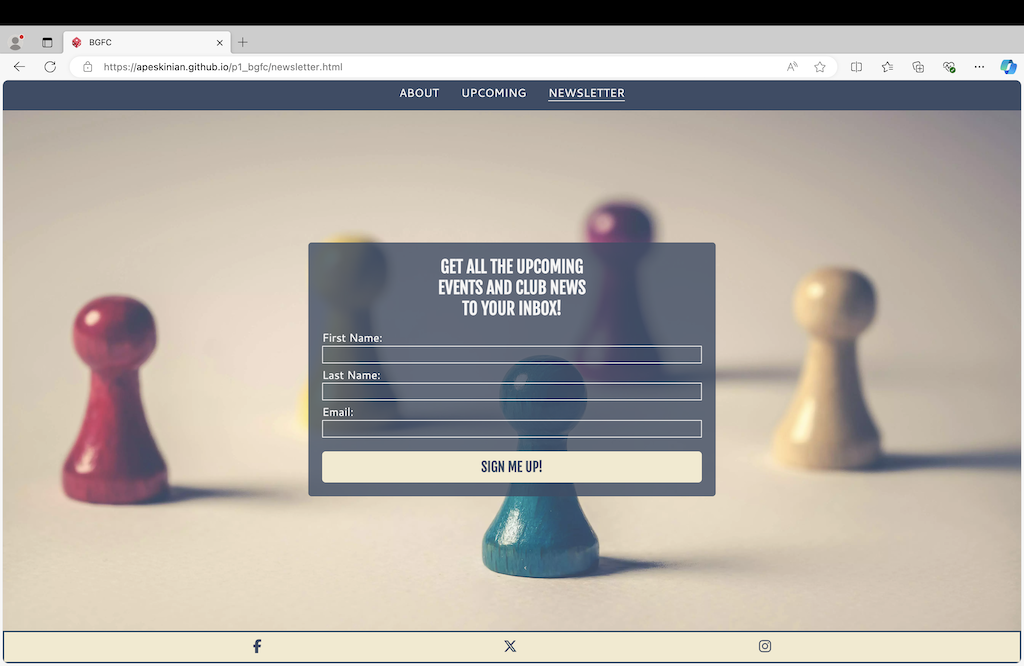 BGFC
https://apeskinian.github.io/p1_bgfc/newsletter.html
ABOUT UPCOMING NEWSLETTER
GET ALL THE UPCOMING
EVENTS AND CLUB NEWS
TO YOUR INBOX!
First Name:
Last Name:
Email:
SIGN ME UP!